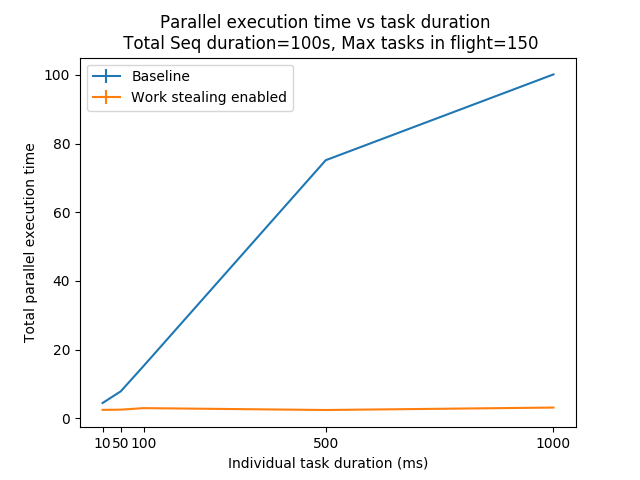 Parallel execution time vs task duration
Total Seq duration=100s, Max tasks in flight=150
Baseline
Work stealing enabled
Total parallel execution time
100
80
60
40
20
0
10 50 100 500 1000
Individual task duration (ms)